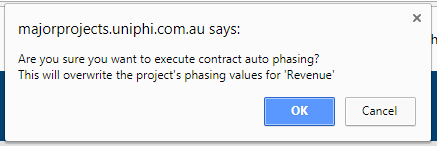 majorprojects.uniphi.com.au says:
Are you sure you want to execute contract auto phasing?
This will overwrite the project's phasing values for 'Revenue'
OK Cancel